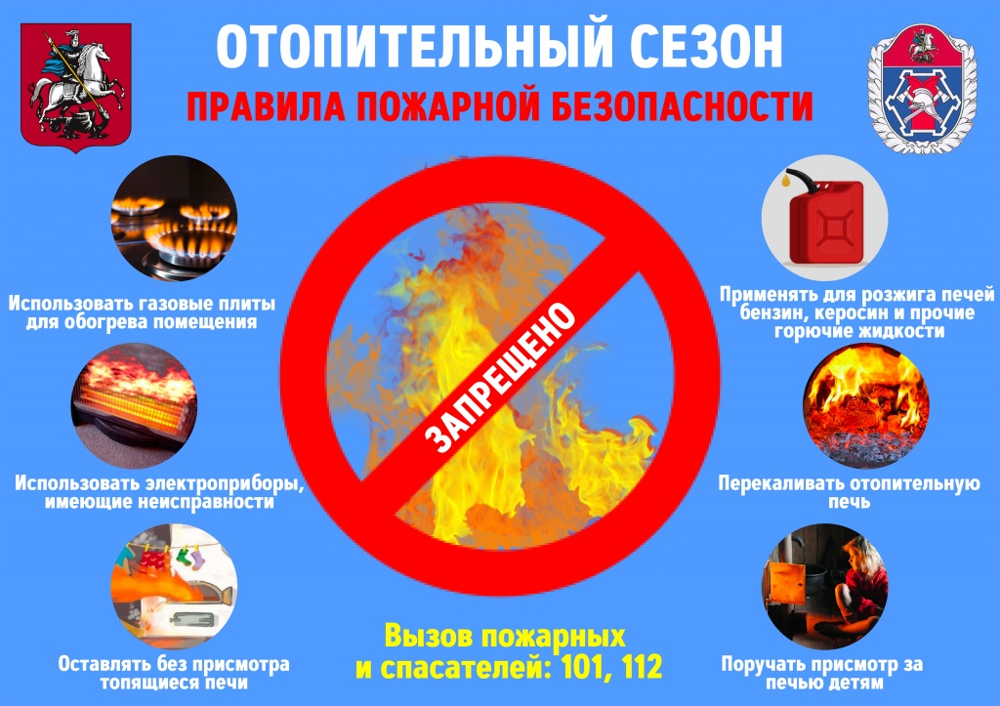 ОТОПИТЕЛЬНЫЙ СЕЗОН
ПРАВИЛА ПОЖАРНОЙ БЕЗОПАСНОСТИ
Использовать газовые плиты
для обогрева помещения
Использовать электроприборы,
имеющие неисправности
Оставлять без присмотра
топящиеся печи
ЗАПРЕЩЕНО
Вызов пожарных
и спасателей: 101, 112
Применять для розжига печей
бензин, керосин и прочие
горючие жидкости
Перекаливать отопительную
печь
Поручать присмотр за
печью детям